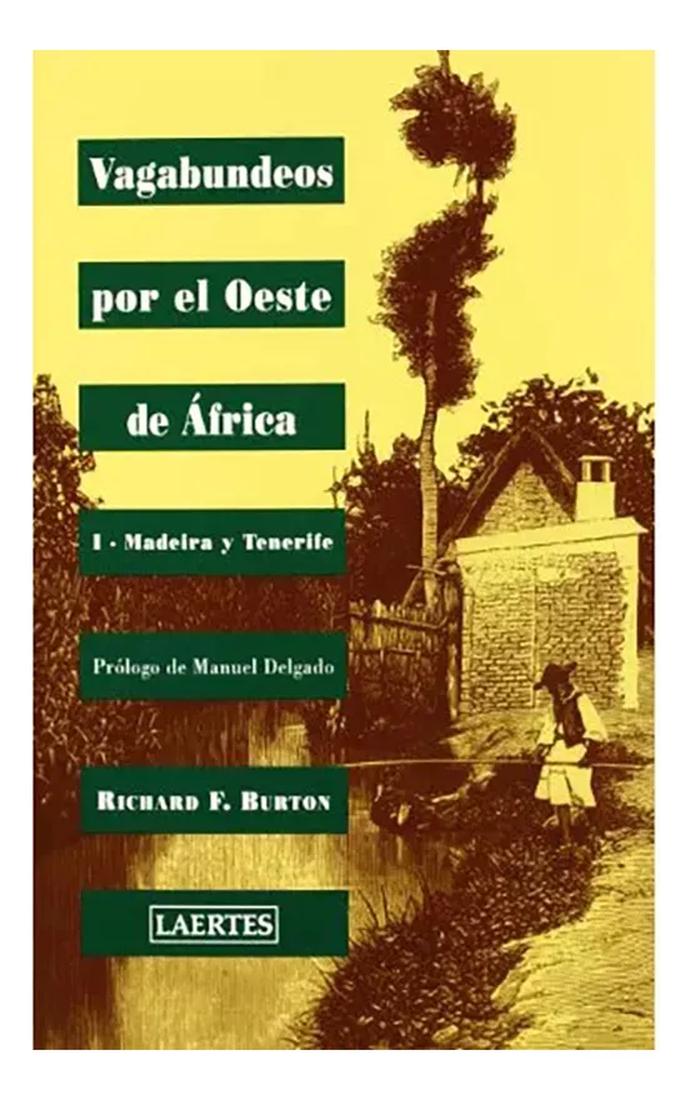 Vagabundeos
por el Oeste
de África
I · Madeira y Tenerife
Prólogo de Manuel Delgado
RICHARD F. BURTON
LAERTES